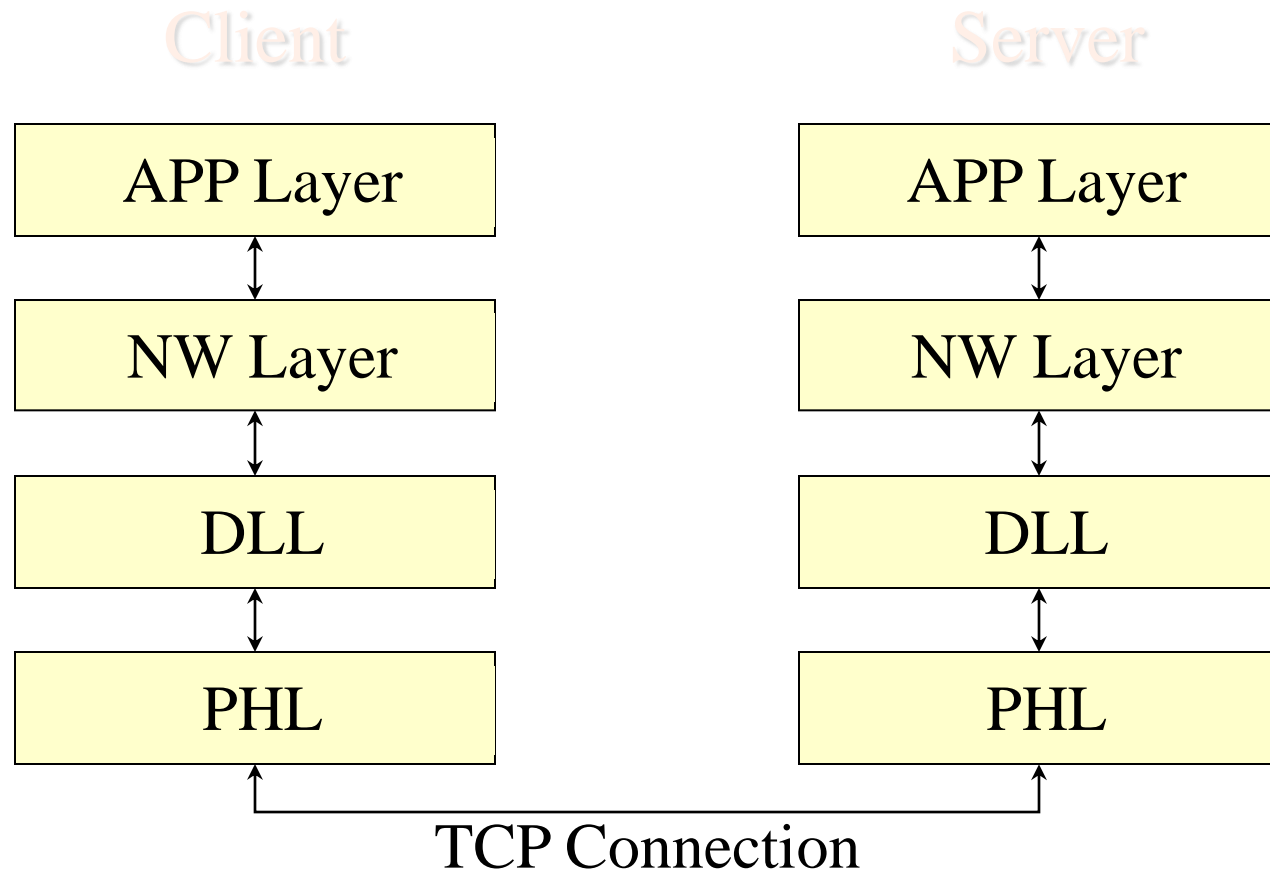 Client Server
APP Layer APP Layer
NW Layer NW Layer
DLL DLL
PHL PHL
TCP Connection